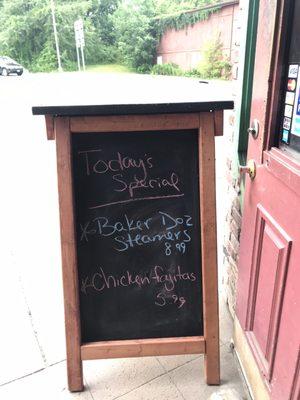 Today's
Special
* Baker Doz
Steamers
8.99
* Chicken fajitas
5.99